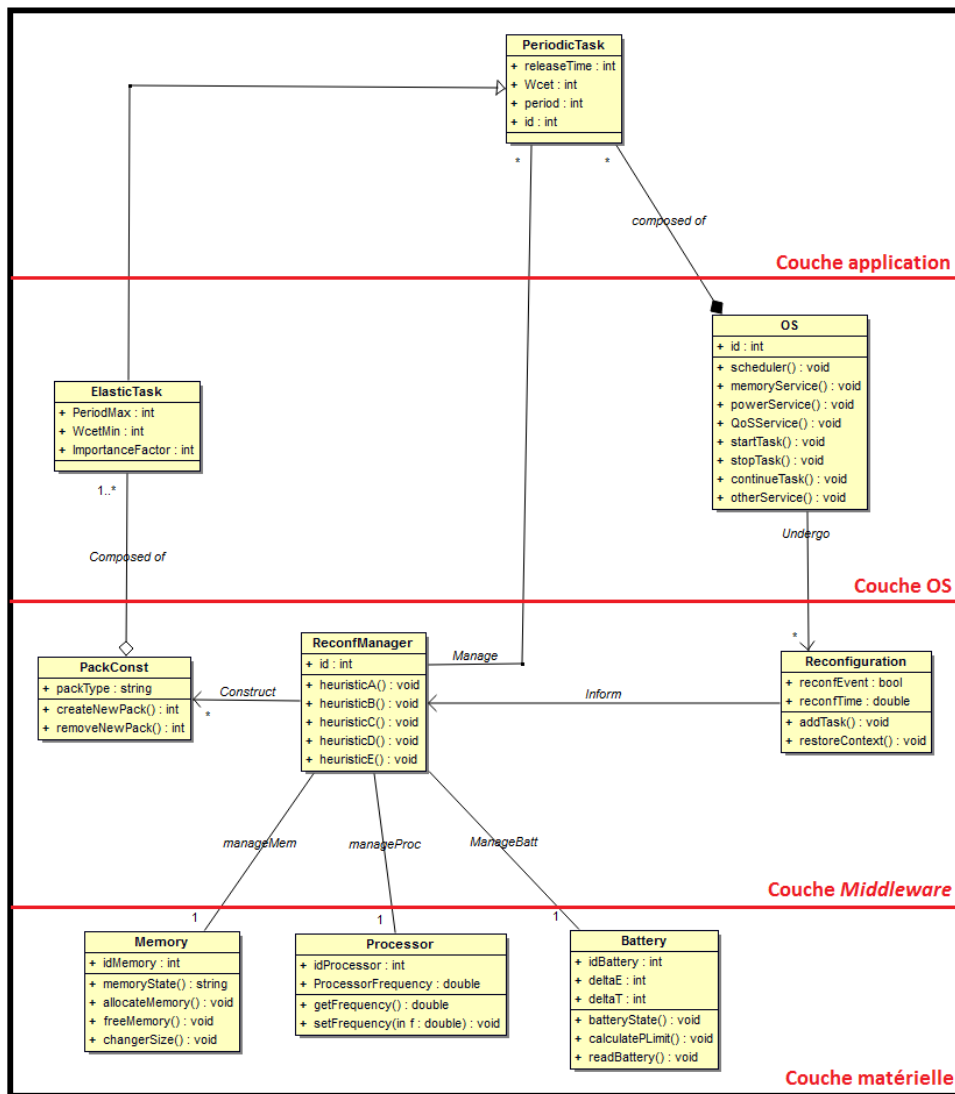 PeriodicTask
+ releaseTime : int
+ Wcet : int
+ period : int
+ id : int
*
*
composed of
Couche application
OS
+ id : int
+ scheduler() : void
+ memoryService() : void
+ powerService() : void
+ QoSService() : void
+ startTask() : void
+ stopTask() : void
+ continueTask() : void
+ otherService() : void
ElasticTask
+ PeriodMax : int
+ WcetMin : int
+ ImportanceFactor : int
1..*
Composed of
Undergo
Couche OS
*
PackConst
+ packType : string
+ createNewPack() : int
+ removeNewPack() : int
Construct
*
ReconfManager
+ id : int
+ heuristicA() : void
+ heuristicB() : void
+ heuristicC() : void
+ heuristicD() : void
+ heuristicE() : void
Manage
Inform
Reconfiguration
+ reconfEvent : bool
+ reconfTime : double
+ addTask() : void
+ restoreContext() : void
manageMem
manageProc
ManageBatt
Couche Middleware
1
1
1
Memory
+ idMemory : int
+ memoryState() : string
+ allocateMemory() : void
+ freeMemory() : void
+ changerSize() : void
Processor
+ idProcessor : int
+ ProcessorFrequency : double
+ getFrequency() : double
+ setFrequency(in f : double) : void
Battery
+ idBattery : int
+ deltaE : int
+ deltaT : int
+ batteryState() : void
+ calculatePLimit() : void
+ readBattery() : void
Couche matérielle